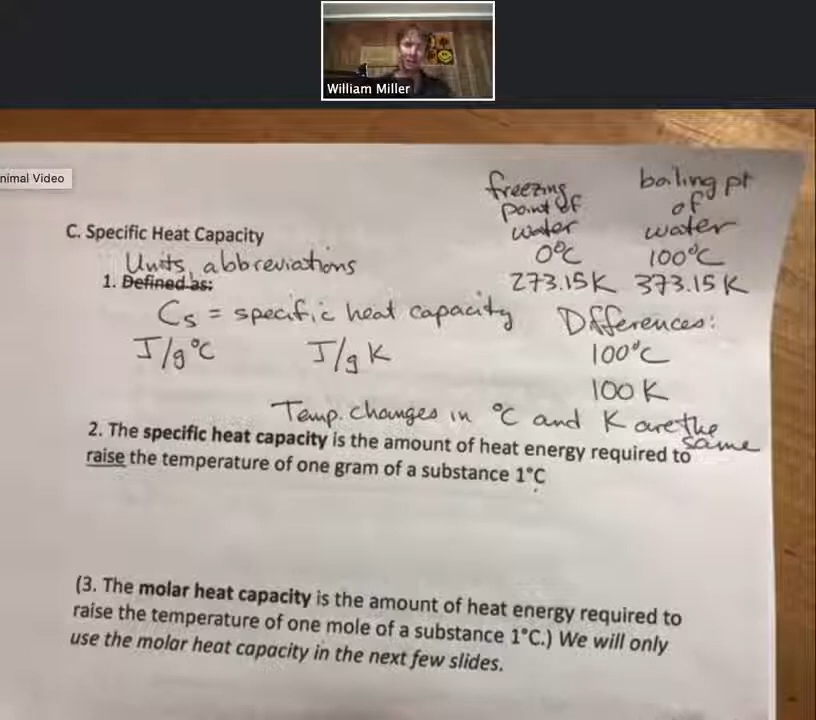 William Miller
nimal Video
freezing
point of
water
0°C
273.15K
boiling pt
of
water
100°C
373.15K
C. Specific Heat Capacity
Units, abbreviations
1. Defined as:
Cs = specific heat capacity
J/g°C J/g K
Differences:
100°C
100 K
Temp. changes in °C and K are the
same
2. The specific heat capacity is the amount of heat energy required to
raise the temperature of one gram of a substance 1°C
(3. The molar heat capacity is the amount of heat energy required to
raise the temperature of one mole of a substance 1°C.) We will only
use the molar heat capacity in the next few slides.